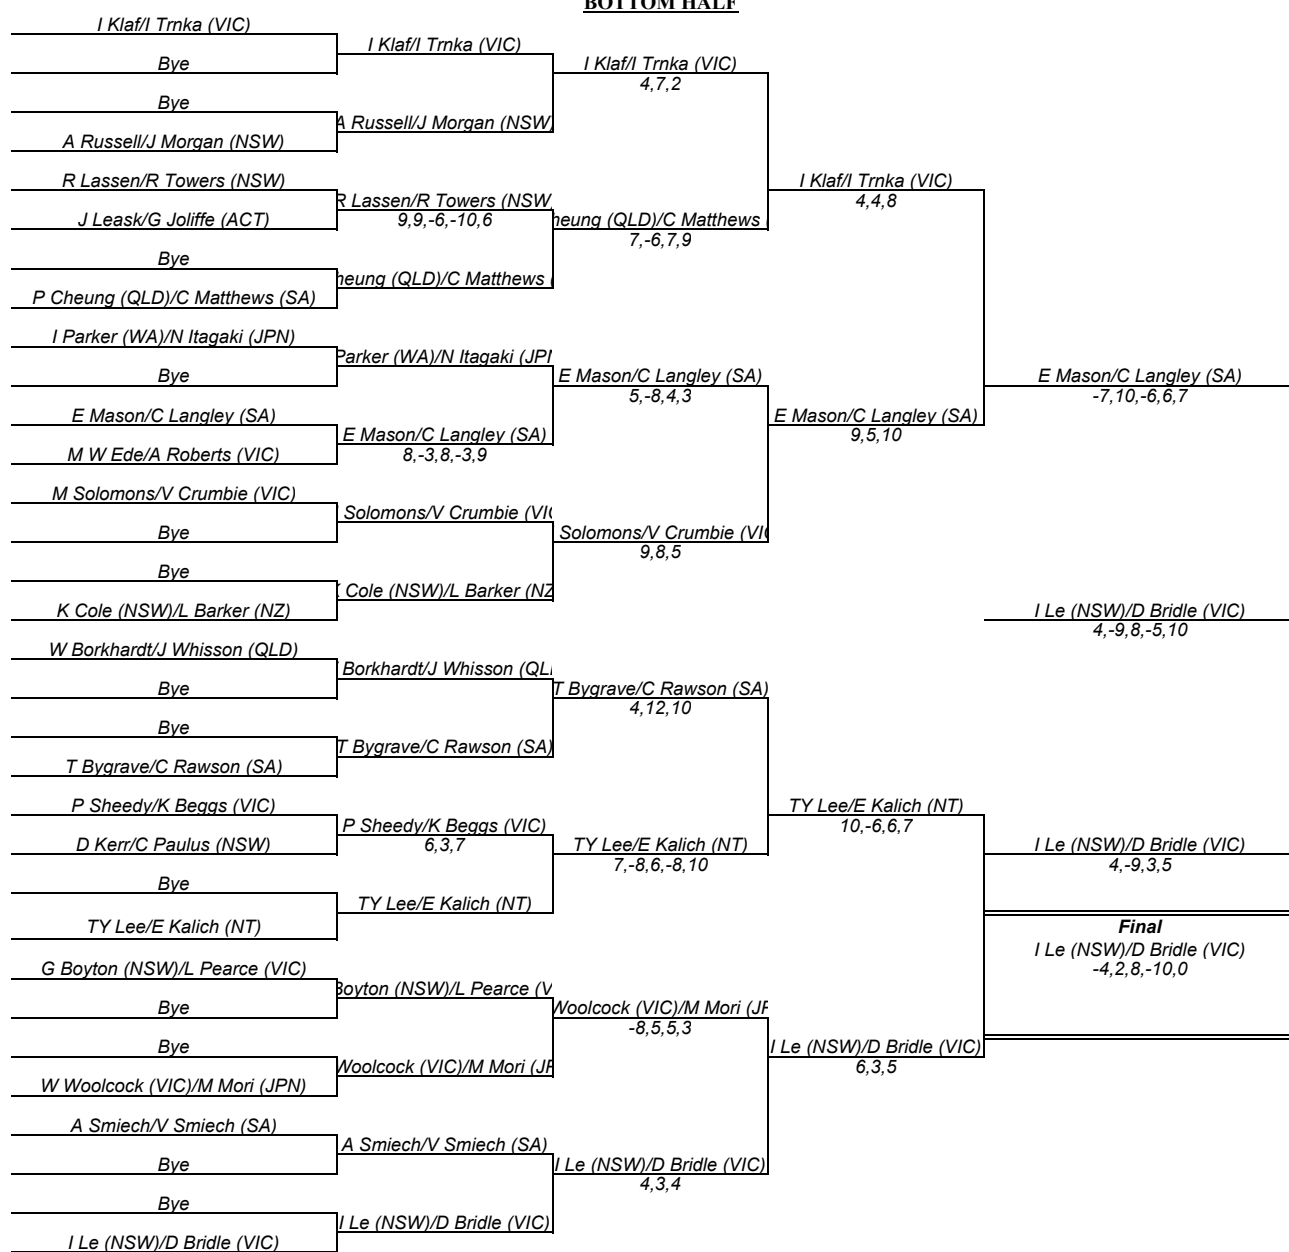 BOTTOM HALF
I Klaf/I Trnka (VIC)
Bye
Bye
A Russell/J Morgan (NSW)
R Lassen/R Towers (NSW)
J Leask/G Joliffe (ACT)
Bye
P Cheung (QLD)/C Matthews (SA)
I Parker (WA)/N Itagaki (JPN)
Bye
E Mason/C Langley (SA)
M W Ede/A Roberts (VIC)
M Solomons/V Crumbie (VIC)
Bye
Bye
K Cole (NSW)/L Barker (NZ)
W Borkhardt/J Whisson (QLD)
Bye
Bye
T Bygrave/C Rawson (SA)
P Sheedy/K Beggs (VIC)
D Kerr/C Paulus (NSW)
Bye
TY Lee/E Kalich (NT)
G Boyton (NSW)/L Pearce (VIC)
Bye
Bye
W Woolcock (VIC)/M Mori (JPN)
A Smiech/V Smiech (SA)
Bye
Bye
I Le (NSW)/D Bridle (VIC)
I Klaf/I Trnka (VIC)
A Russell/J Morgan (NSW)
R Lassen/R Towers (NSW)
9,9,-6,-10,6
heung (QLD)/C Matthews (
Parker (WA)/N Itagaki (JPN
E Mason/C Langley (SA)
8,-3,8,-3,9
Solomons/V Crumbie (VIC
K Cole (NSW)/L Barker (NZ
Borkhardt/J Whisson (QLD
T Bygrave/C Rawson (SA)
P Sheedy/K Beggs (VIC)
6,3,7
TY Lee/E Kalich (NT)
Boyton (NSW)/L Pearce (V
Woolcock (VIC)/M Mori (JP
A Smiech/V Smiech (SA)
I Le (NSW)/D Bridle (VIC)
I Klaf/I Trnka (VIC)
4,7,2
heung (QLD)/C Matthews (
7,-6,7,9
E Mason/C Langley (SA)
5,-8,4,3
Solomons/V Crumbie (VIC
9,8,5
T Bygrave/C Rawson (SA)
4,12,10
TY Lee/E Kalich (NT)
7,-8,6,-8,10
Woolcock (VIC)/M Mori (JP
-8,5,5,3
I Le (NSW)/D Bridle (VIC)
4,3,4
I Klaf/I Trnka (VIC)
4,4,8
E Mason/C Langley (SA)
9,5,10
TY Lee/E Kalich (NT)
10,-6,6,7
I Le (NSW)/D Bridle (VIC)
6,3,5
E Mason/C Langley (SA)
-7,10,-6,6,7
I Le (NSW)/D Bridle (VIC)
4,-9,8,-5,10
I Le (NSW)/D Bridle (VIC)
4,-9,3,5
Final
I Le (NSW)/D Bridle (VIC)
-4,2,8,-10,0